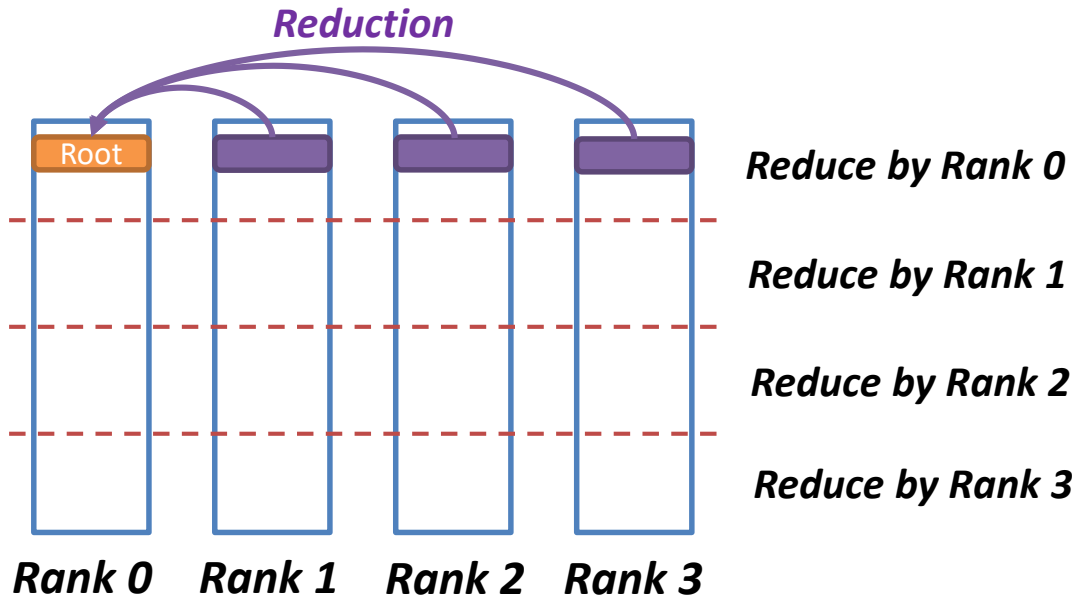 Reduction
Root
Reduce by Rank 0
Reduce by Rank 1
Reduce by Rank 2
Reduce by Rank 3
Rank 0 Rank 1 Rank 2 Rank 3